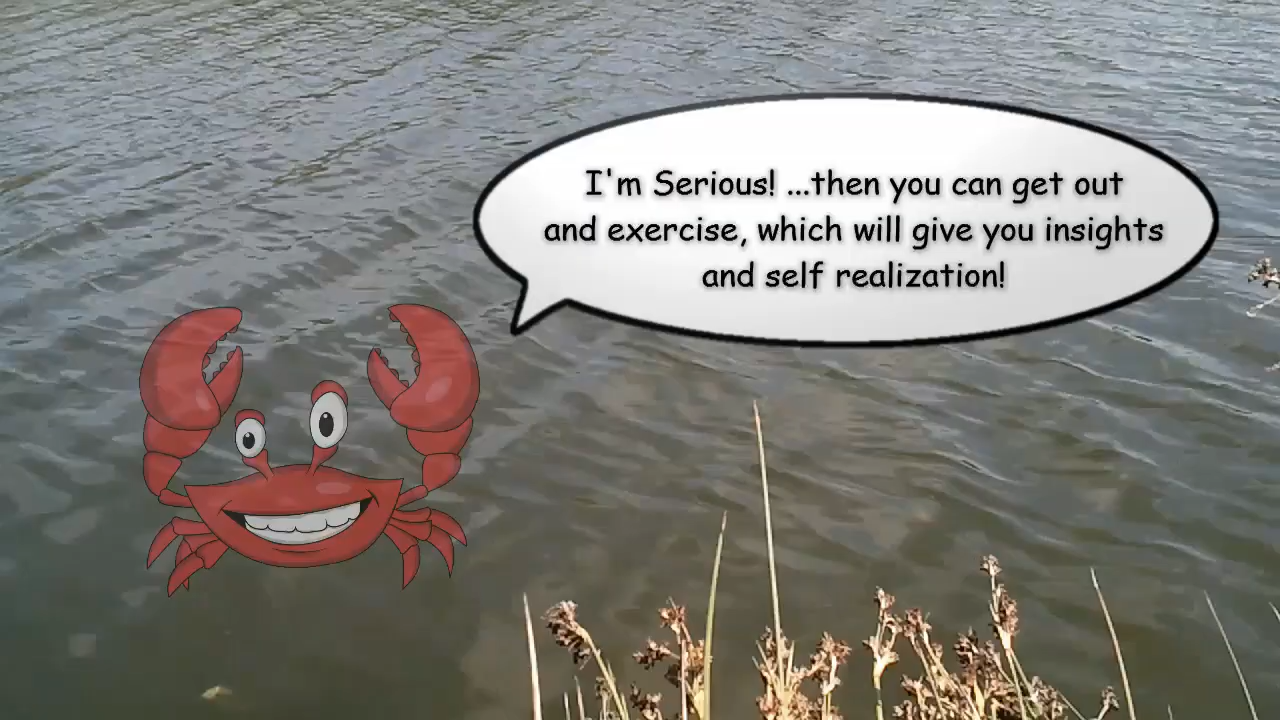 I'm Serious! ...then you can get out
and exercise, which will give you insights
and self realization!